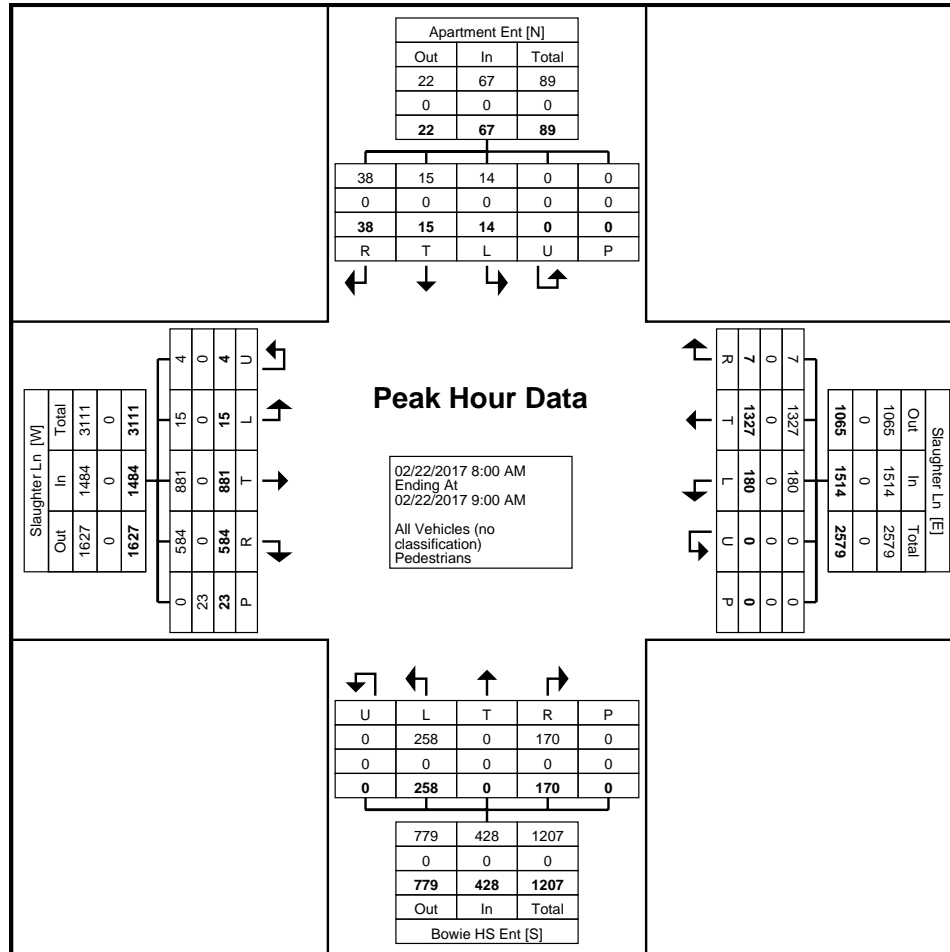 Apartment Ent [N]
Out In Total
22 67 89
0 0 0
22 67 89
38 15 14 0 0
0 0 0 0 0
38 15 14 0 0
R T L U P
Slaughter Ln [W]
Total In Out
3111 1484 1627
0 0 0
3111 1484 1627
4 15 881 584 0
0 0 0 0 23
4 15 881 584 23
U L T R P
Peak Hour Data
02/22/2017 8:00 AM
Ending At
02/22/2017 9:00 AM
All Vehicles (no
classification)
Pedestrians
R T L U P
7 1327 180 0 0
0 0 0 0 0
7 1327 180 0 0
1065 1514 2579
0 0 0
1065 1514 2579
Out In Total
Slaughter Ln [E]
U L T R P
0 258 0 170 0
0 0 0 0 0
0 258 0 170 0
779 428 1207
0 0 0
779 428 1207
Out In Total
Bowie HS Ent [S]